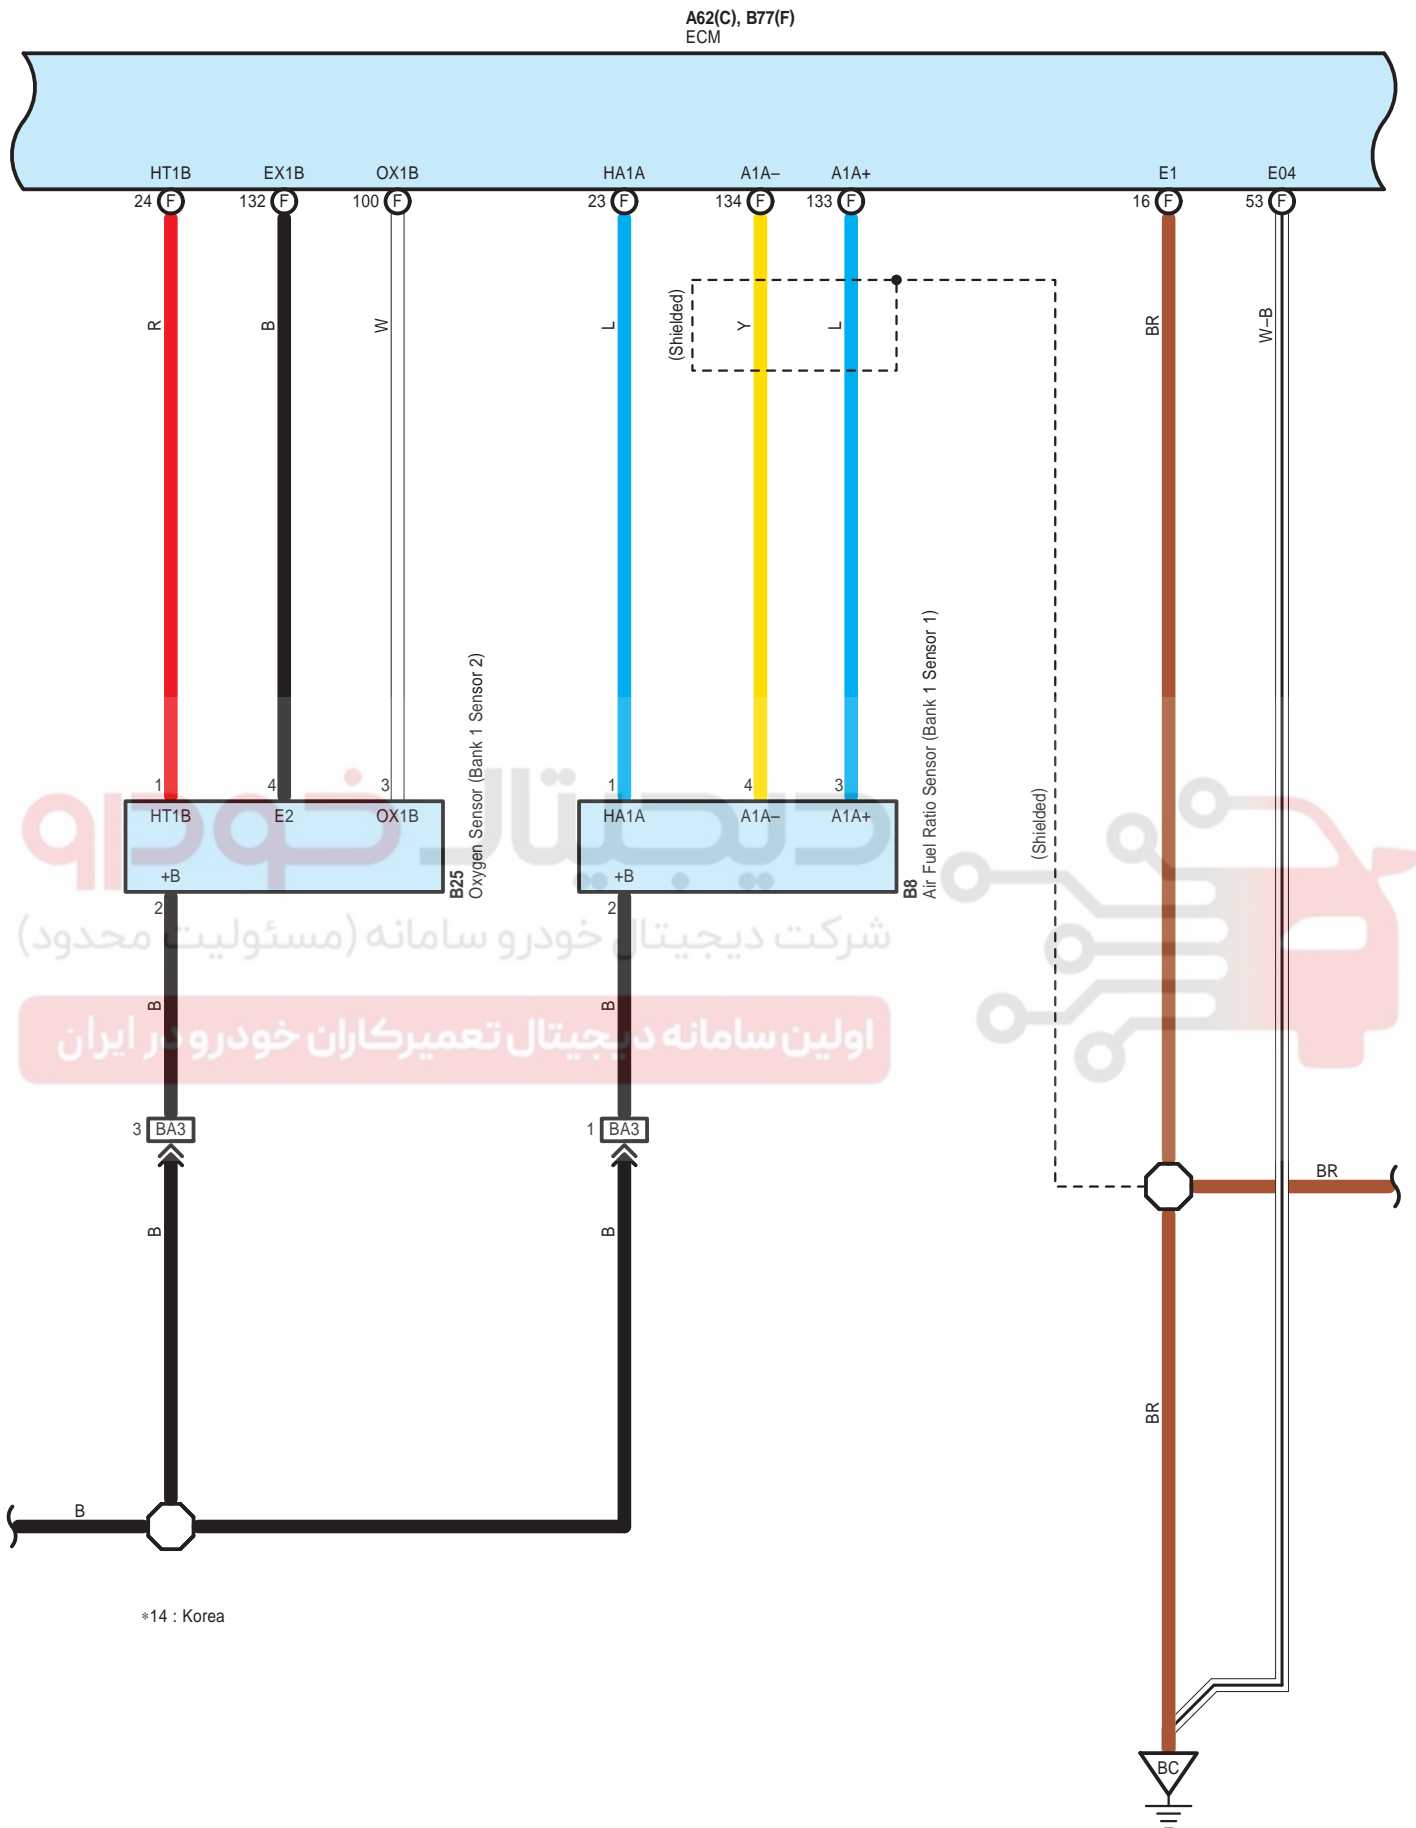 A62(C), B77(F)
ECM
HT1B EX1B OX1B HA1A A1A– A1A+ E1 E04
24 F 132 F 100 F 23 F 134 F 133 F 16 F 53 F
R B W L (Shielded) Y L BR W–B
1 4 3 1 4 3
HT1B E2 OX1B HA1A A1A– A1A+
+B +B
B25
Oxygen Sensor (Bank 1 Sensor 2)
B8
Air Fuel Ratio Sensor (Bank 1 Sensor 1)
(Shielded)
2 2
دیجیتال خودرو
شرکت دیجیتال خودرو سامانه (مسئولیت محدود)
B B
اولین سامانه دیجیتال تعمیرکاران خودرو در ایران
3 BA3 1 BA3
BR
B B
BR
B
*14 : Korea
BC